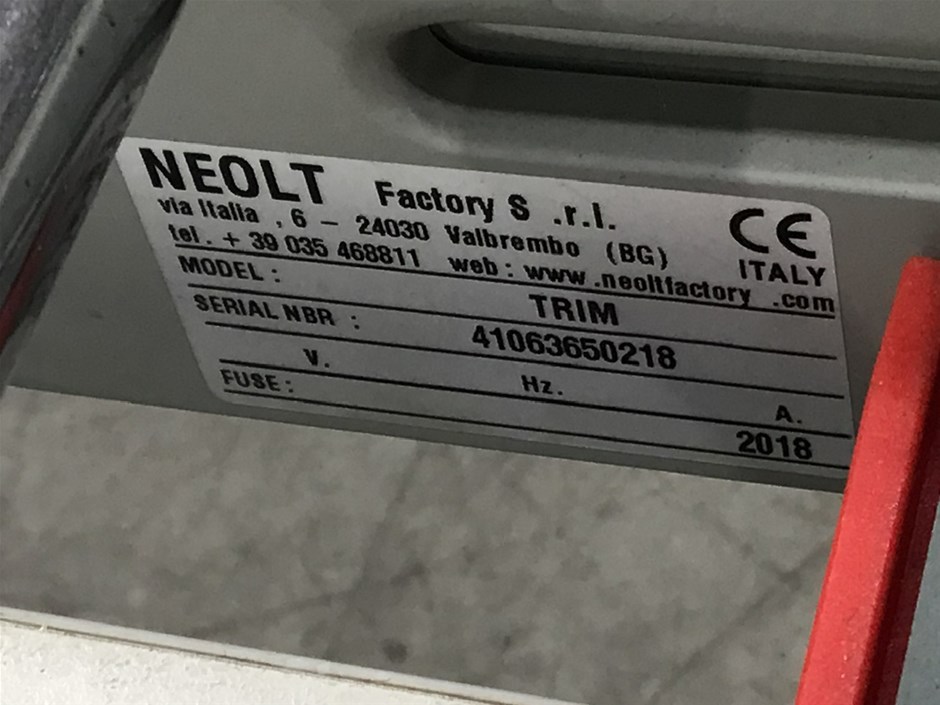 NEOLT Factory S .r.l.
via Italia , 6 - 24030 Valbrembo (BG)
tel. + 39 035 468811 web : www .neoltfactory .com
CE
ITALY
MODEL : TRIM
SERIAL NBR : 41063650218
V. Hz. A.
FUSE : 2018